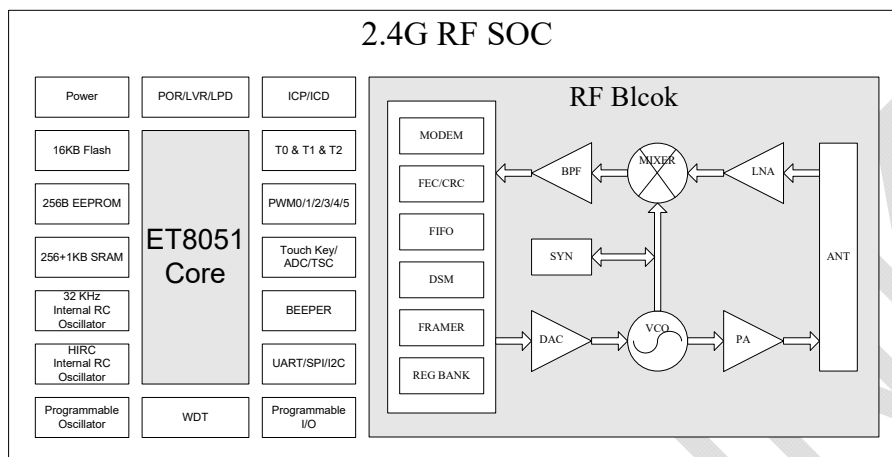 2.4G RF SOC
Power
POR/LVR/LPD
ICP/ICD
16KB Flash
T0 & T1 & T2
256B EEPROM
PWM0/1/2/3/4/5
256+1KB SRAM
Touch Key/
ADC/TSC
32 KHz
Internal RC
Oscillator
BEEPER
HIRC
Internal RC
Oscillator
UART/SPI/I2C
Programmable
Oscillator
WDT
Programmable
I/O
ET8051
Core
RF Blcok
MODEM
FEC/CRC
FIFO
DSM
FRAMER
REG BANK
BPF
MIXER
LNA
SYN
ANT
DAC
VCO
PA